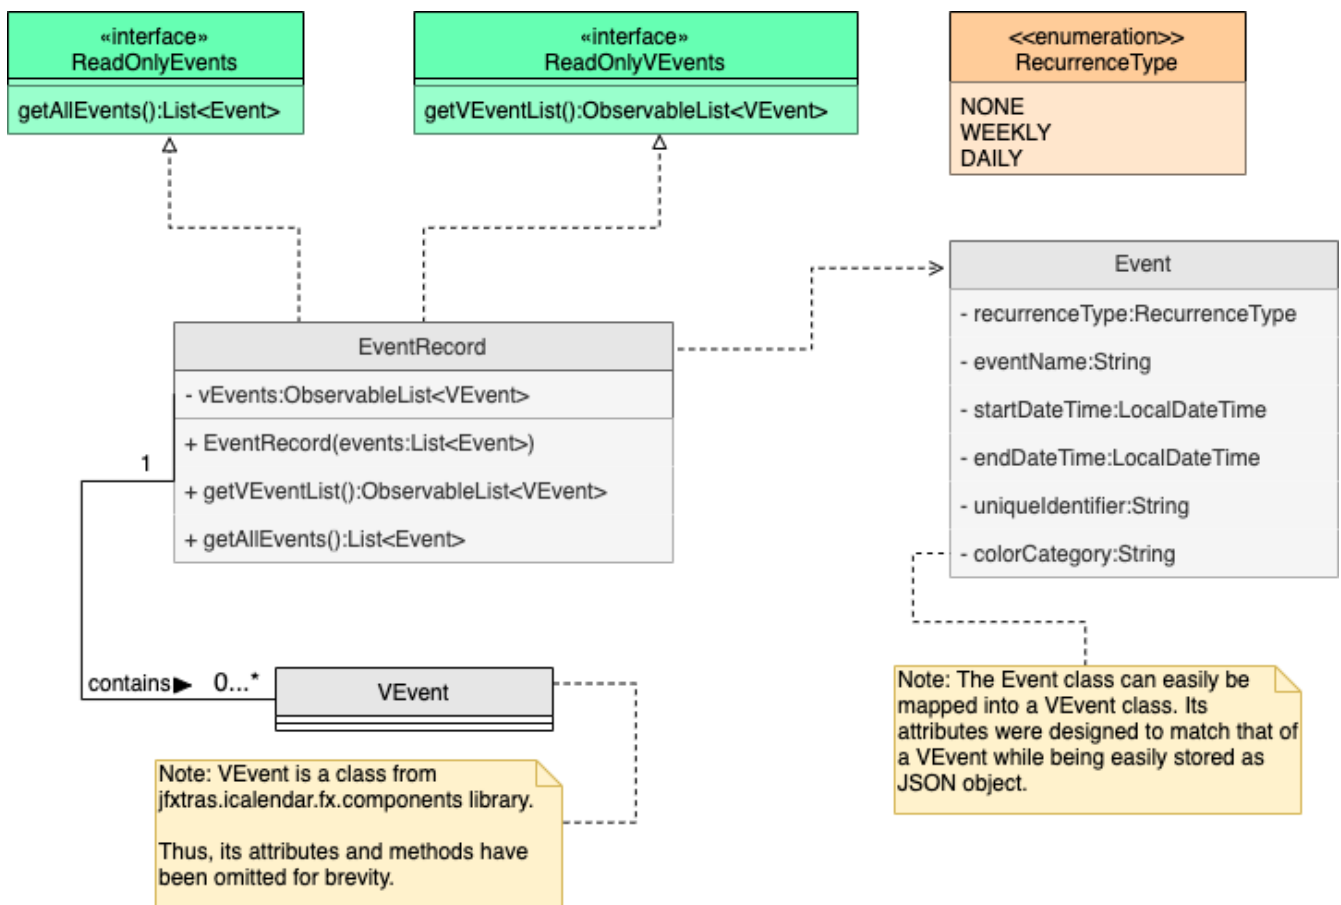 «interface»
ReadOnlyEvents
getAllEvents():List<Event>
«interface»
ReadOnlyVEvents
getVEventList():ObservableList<VEvent>
<<enumeration>>
RecurrenceType
NONE
WEEKLY
DAILY
EventRecord
- vEvents:ObservableList<VEvent>
+ EventRecord(events:List<Event>)
+ getVEventList():ObservableList<VEvent>
+ getAllEvents():List<Event>
Event
- recurrenceType:RecurrenceType
- eventName:String
- startDateTime:LocalDateTime
- endDateTime:LocalDateTime
- uniqueIdentifier:String
- colorCategory:String
1
contains
0...*
VEvent
Note: VEvent is a class from
jfxtras.icalendar.fx.components library.
Thus, its attributes and methods have
been omitted for brevity.
Note: The Event class can easily be
mapped into a VEvent class. Its
attributes were designed to match that of
a VEvent while being easily stored as
JSON object.